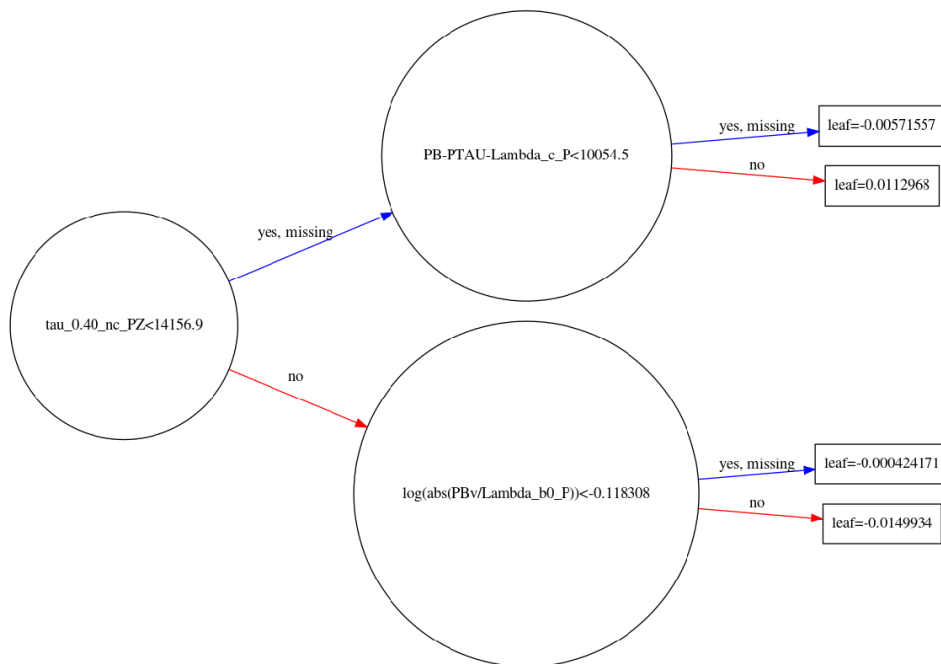 yes, missing
leaf=-0.00571557
PB-PTAU-Lambda_c_P<10054.5
no
leaf=0.0112968
yes, missing
tau_0.40_nc_PZ<14156.9
no
yes, missing
leaf=-0.000424171
log(abs(PBv/Lambda_b0_P))<-0.118308
no
leaf=-0.0149934